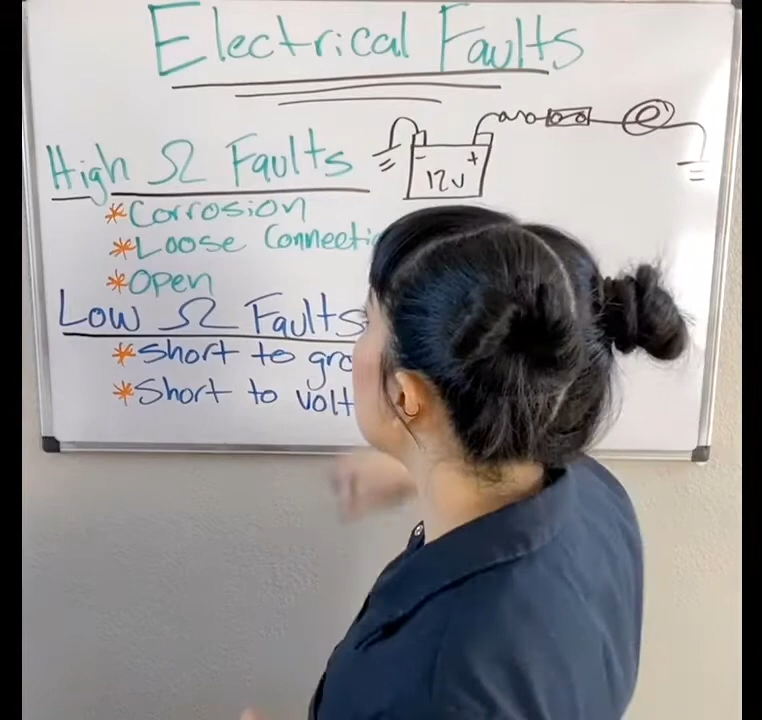 Electrical Faults
High Ω Faults
- +
12v
*Corrosion
*Loose Connecti
*Open
Low Ω Faults
*Short to gro
*Short to volt